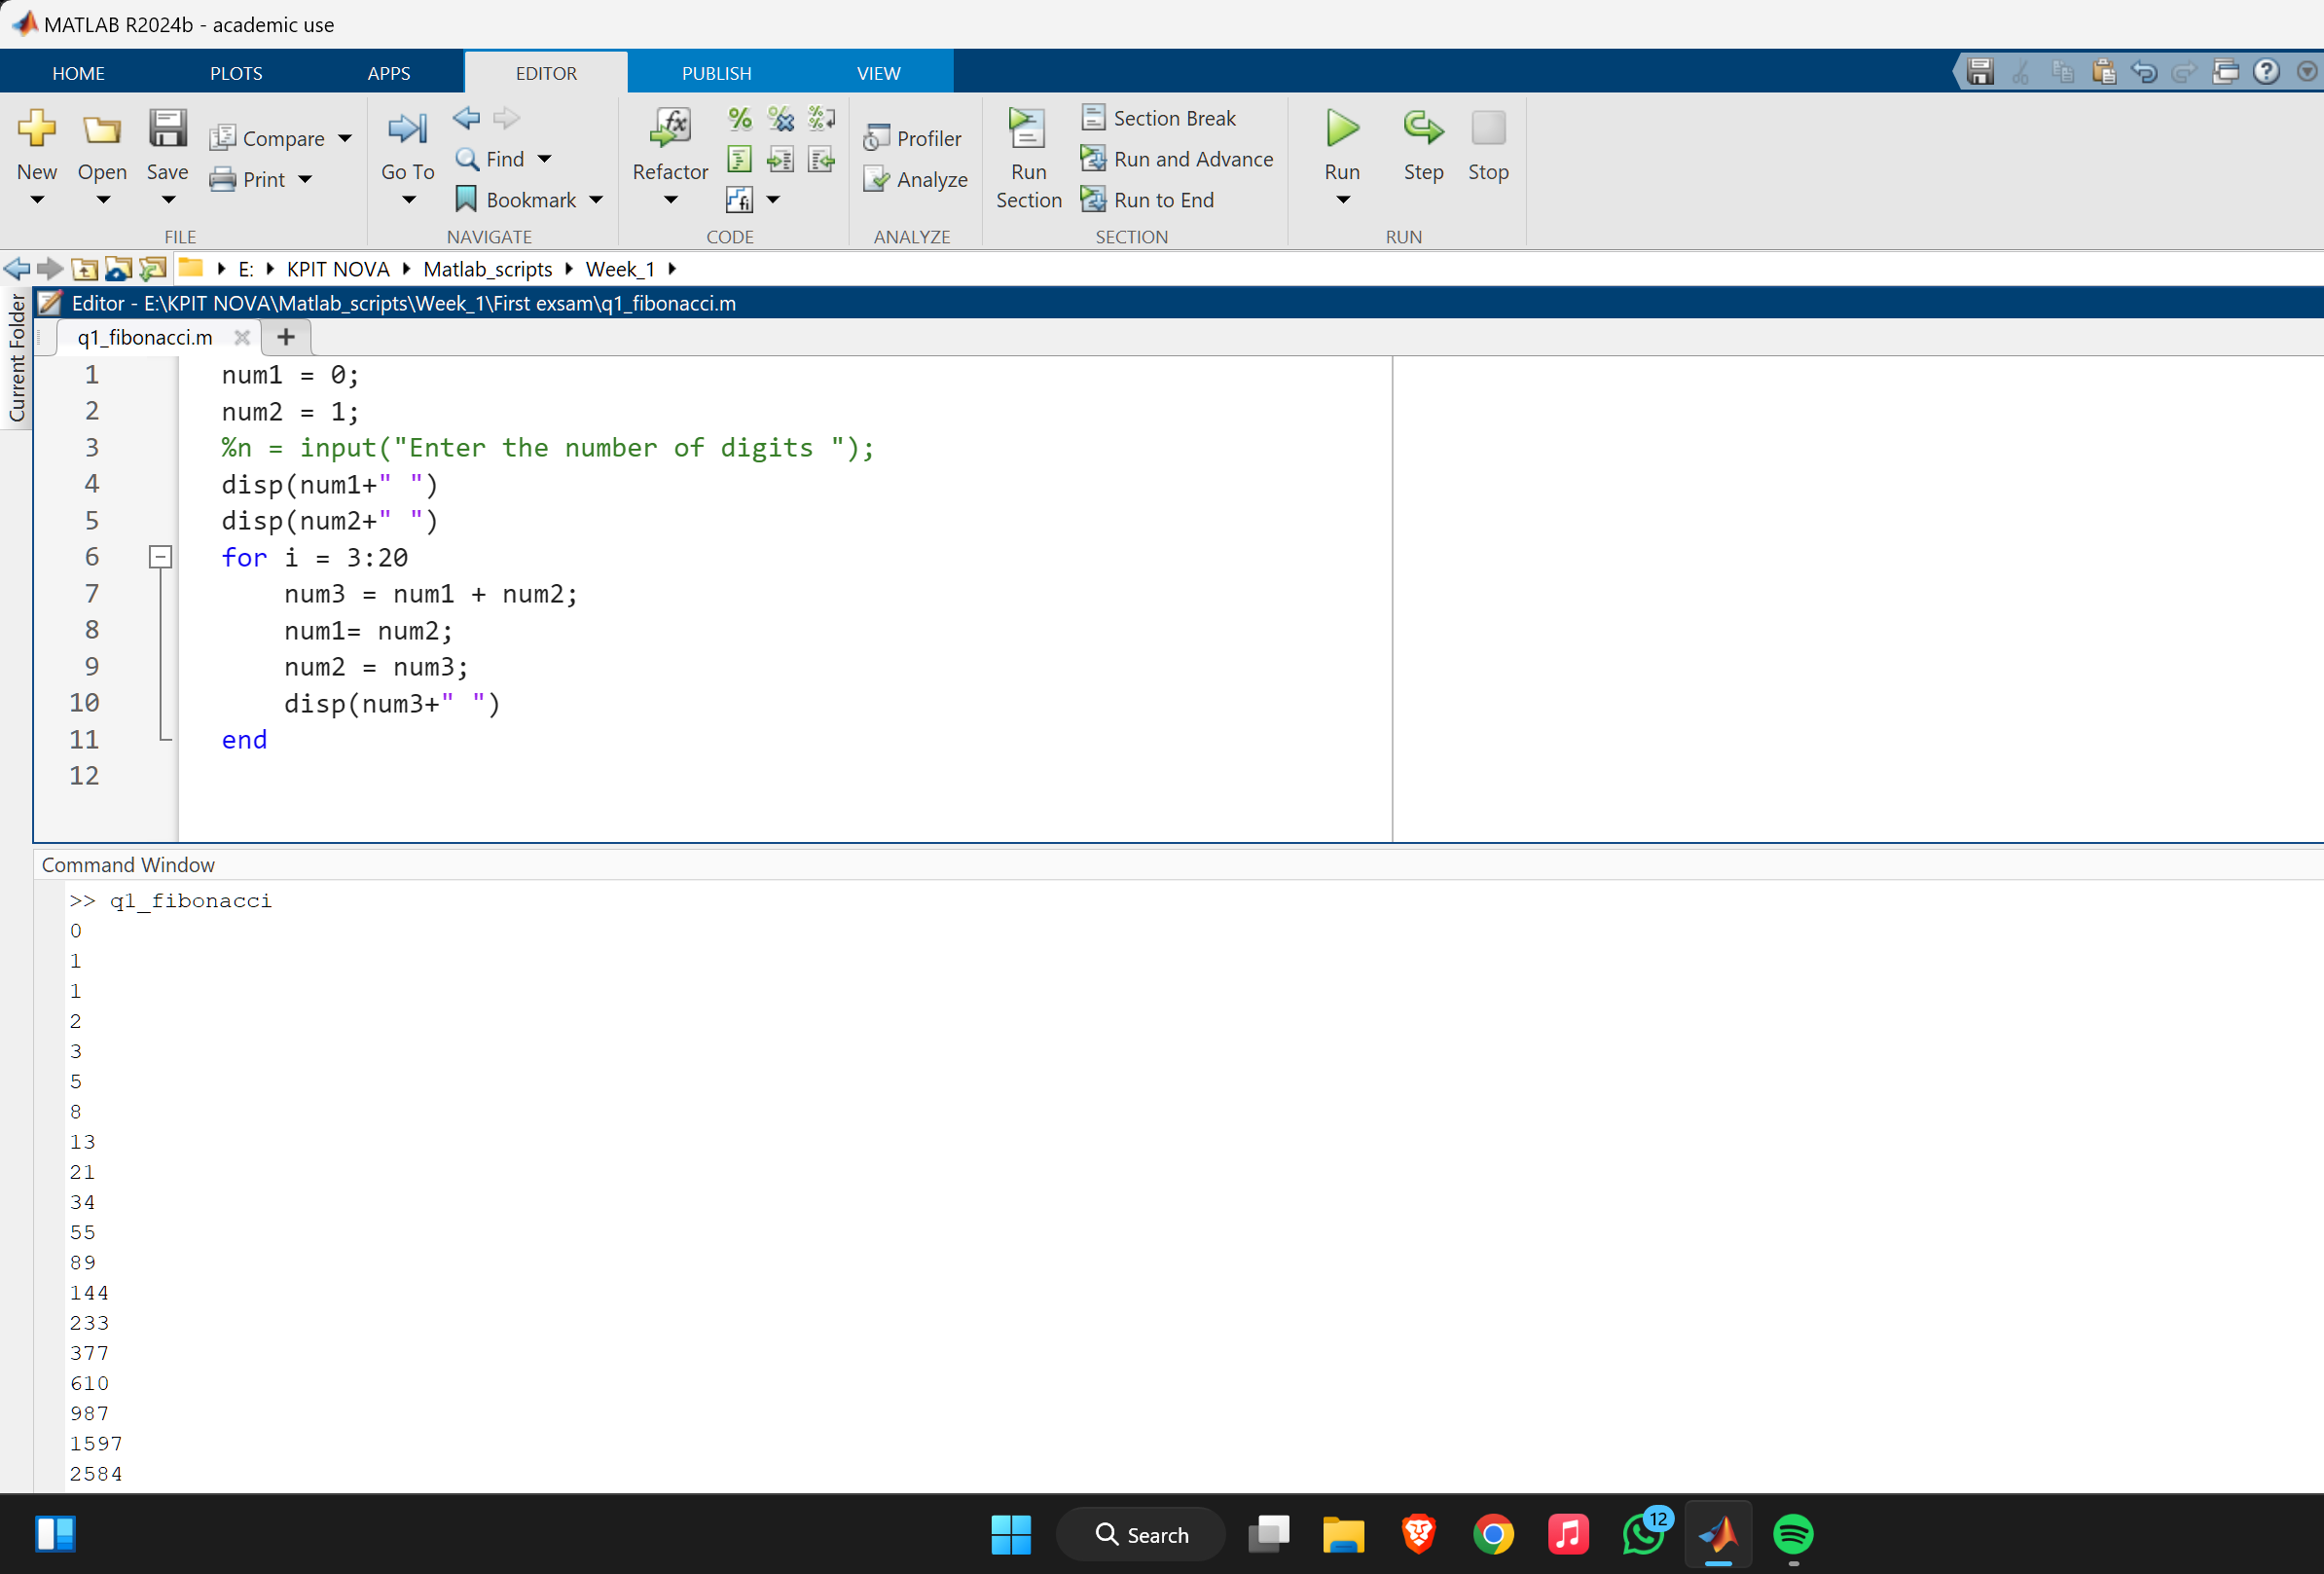 MATLAB R2024b - academic use
HOME PLOTS APPS EDITOR PUBLISH VIEW
New Open Save Compare Print
FILE
Go To Find Bookmark
NAVIGATE
Refactor
CODE
Profiler
Analyze
ANALYZE
Run Section
Section Break
Run and Advance
Run to End
SECTION
Run Step Stop
RUN
E: KPIT NOVA Matlab_scripts Week_1
Current Folder
Editor - E:\KPIT NOVA\Matlab_scripts\Week_1\First exsam\q1_fibonacci.m
q1_fibonacci.m
1 num1 = 0;
2 num2 = 1;
3 %n = input("Enter the number of digits ");
4 disp(num1+" ")
5 disp(num2+" ")
6 for i = 3:20
7 num3 = num1 + num2;
8 num1= num2;
9 num2 = num3;
10 disp(num3+" ")
11 end
12
Command Window
>> q1_fibonacci
0
1
1
2
3
5
8
13
21
34
55
89
144
233
377
610
987
1597
2584
Search
12